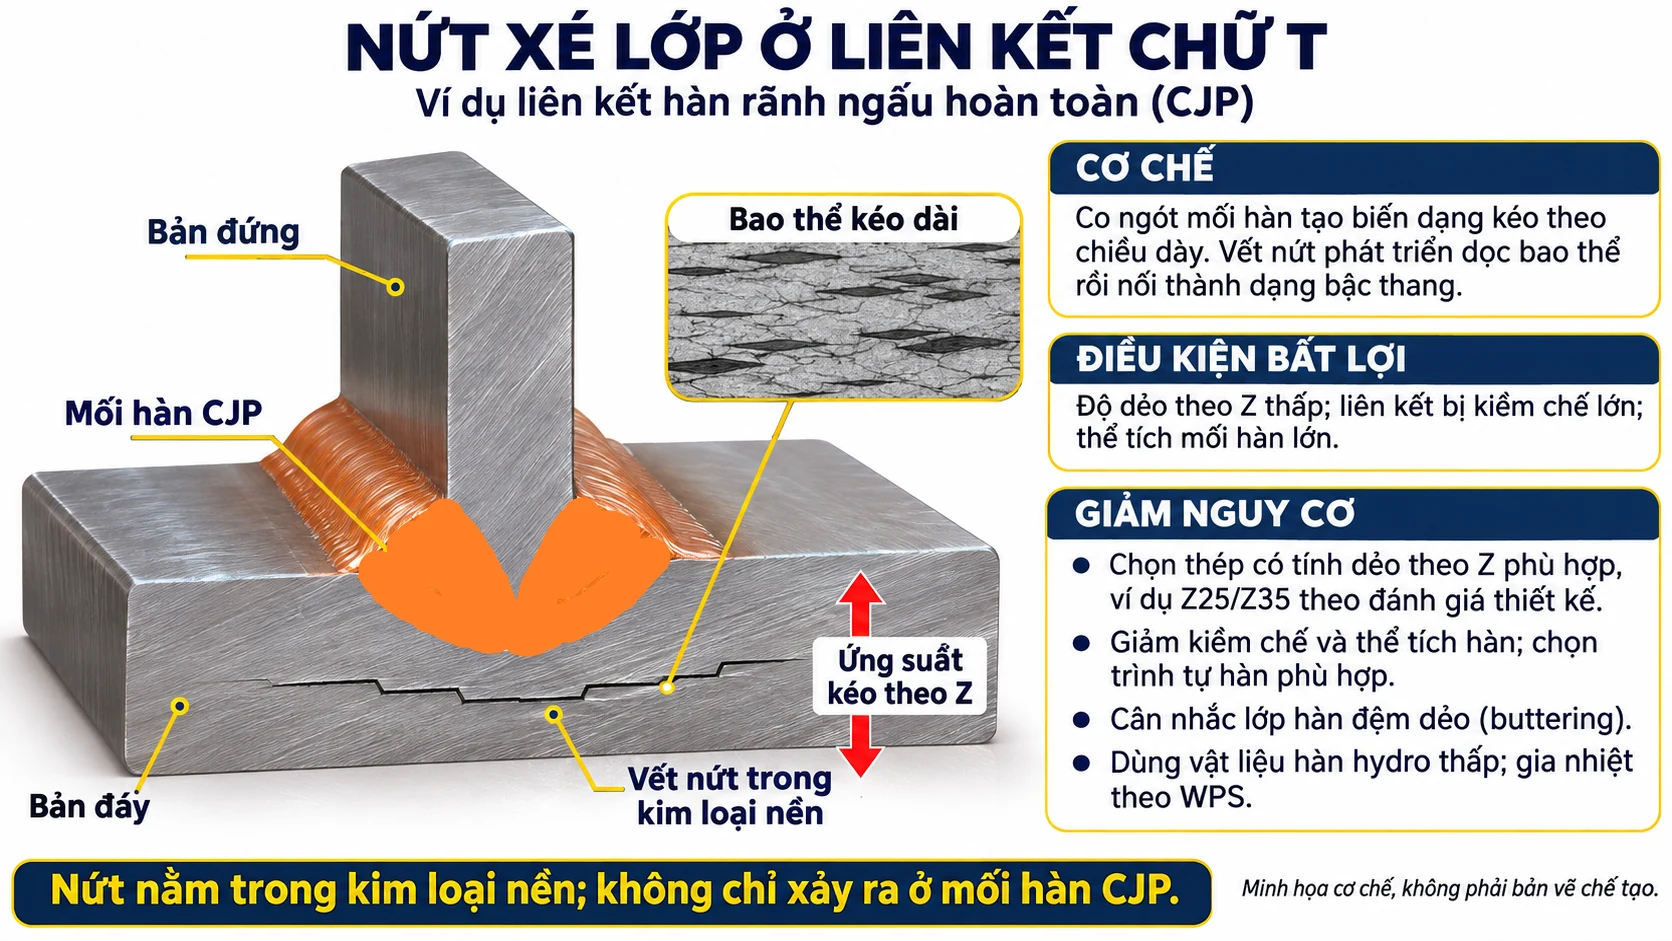 NỨT XÉ LỚP Ở LIÊN KẾT CHỮ T
Ví dụ liên kết hàn rãnh ngấu hoàn toàn (CJP)
Bản đứng
Mối hàn CJP
Bao thể kéo dài
Ứng suất
kéo theo Z
Vết nứt trong
kim loại nền
Bản đáy
CƠ CHẾ
Co ngót mối hàn tạo biến dạng kéo theo
chiều dày. Vết nứt phát triển dọc bao thể
rồi nối thành dạng bậc thang.
ĐIỀU KIỆN BẤT LỢI
Độ dẻo theo Z thấp; liên kết bị kiềm chế lớn;
thể tích mối hàn lớn.
GIẢM NGUY CƠ
• Chọn thép có tính dẻo theo Z phù hợp,
ví dụ Z25/Z35 theo đánh giá thiết kế.
• Giảm kiềm chế và thể tích hàn; chọn
trình tự hàn phù hợp.
• Cân nhắc lớp hàn đệm dẻo (buttering).
• Dùng vật liệu hàn hydro thấp; gia nhiệt
theo WPS.
Nứt nằm trong kim loại nền; không chỉ xảy ra ở mối hàn CJP.
Minh họa cơ chế, không phải bản vẽ chế tạo.